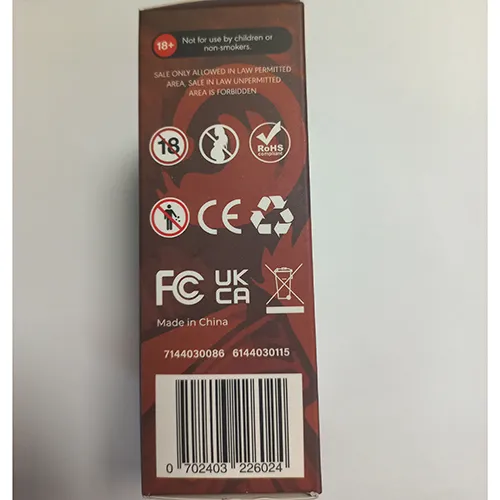 18+ Not for use by children or
non-smokers.
SALE ONLY ALLOWED IN LAW PERMITTED
AREA, SALE IN LAW UNPERMITTED
AREA IS FORBIDDEN
18
RoHS
compliant
CE
FC UK
CA
Made in China
7144030086 6144030115
0 702403 226024